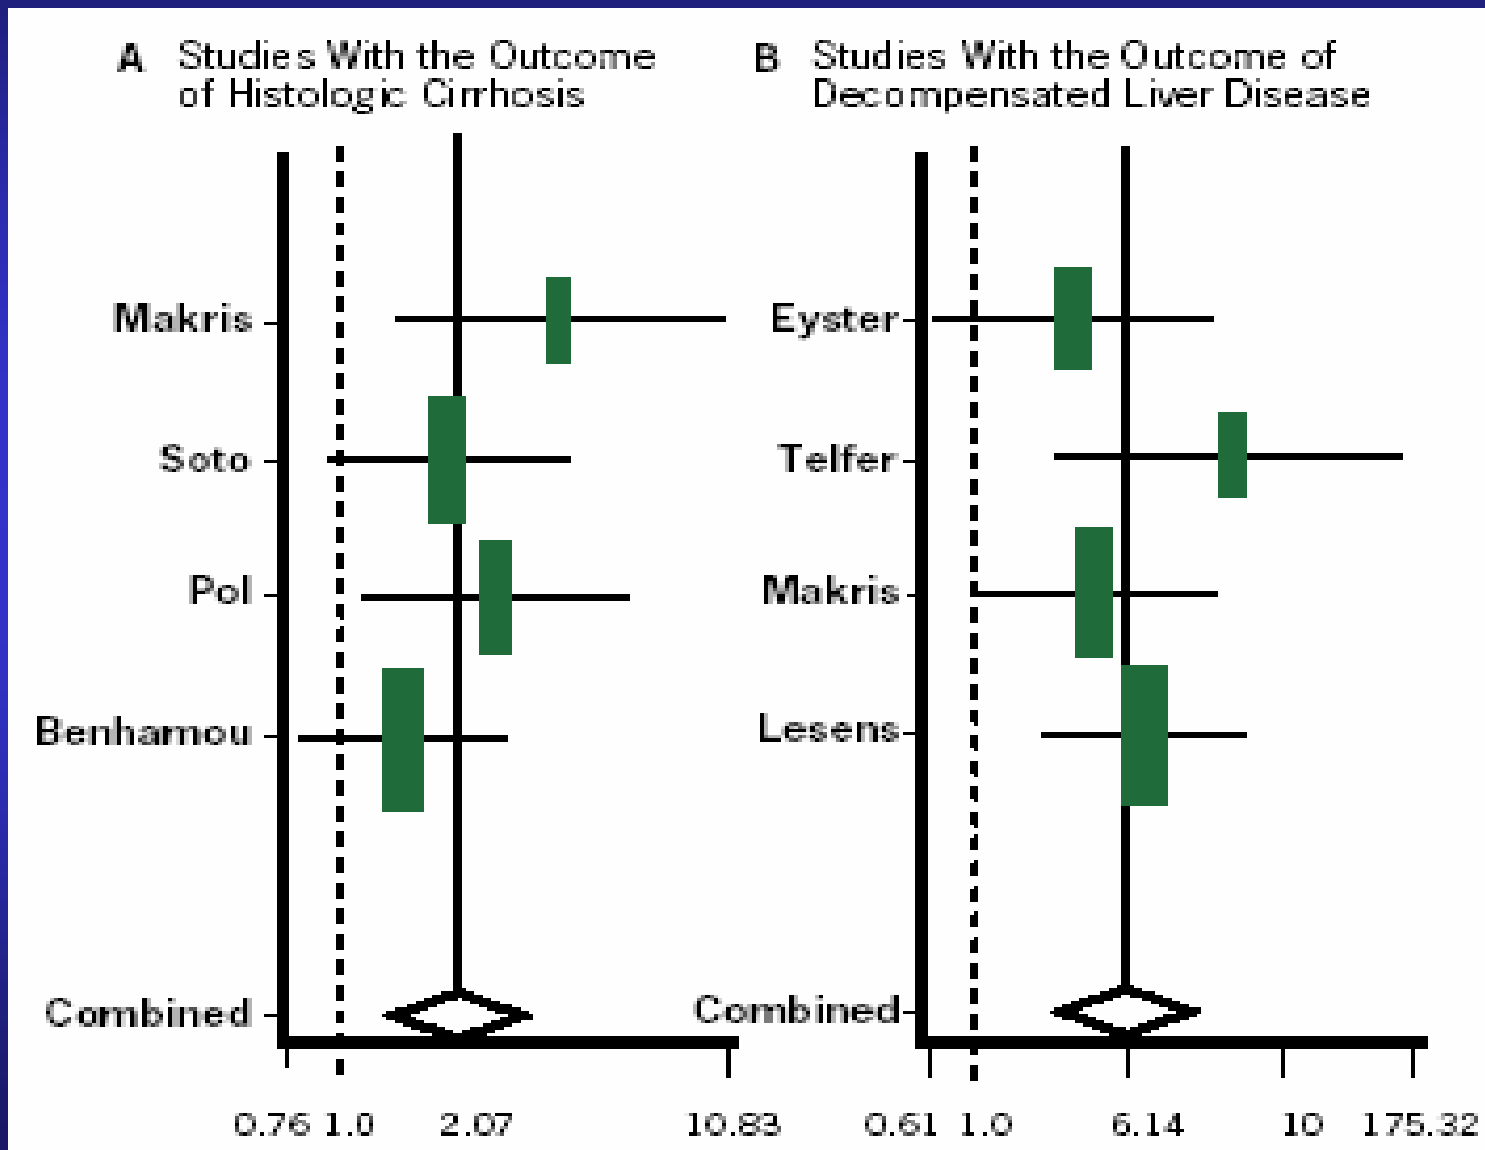 A Studies With the Outcome
of Histologic Cirrhosis
Makris
Soto
Pol
Benhamou
Combined
0.76 1.0 2.07 10.83
B Studies With the Outcome of
Decompensated Liver Disease
Eyster
Telfer
Makris
Lesens
Combined
0.61 1.0 6.14 10 175.32